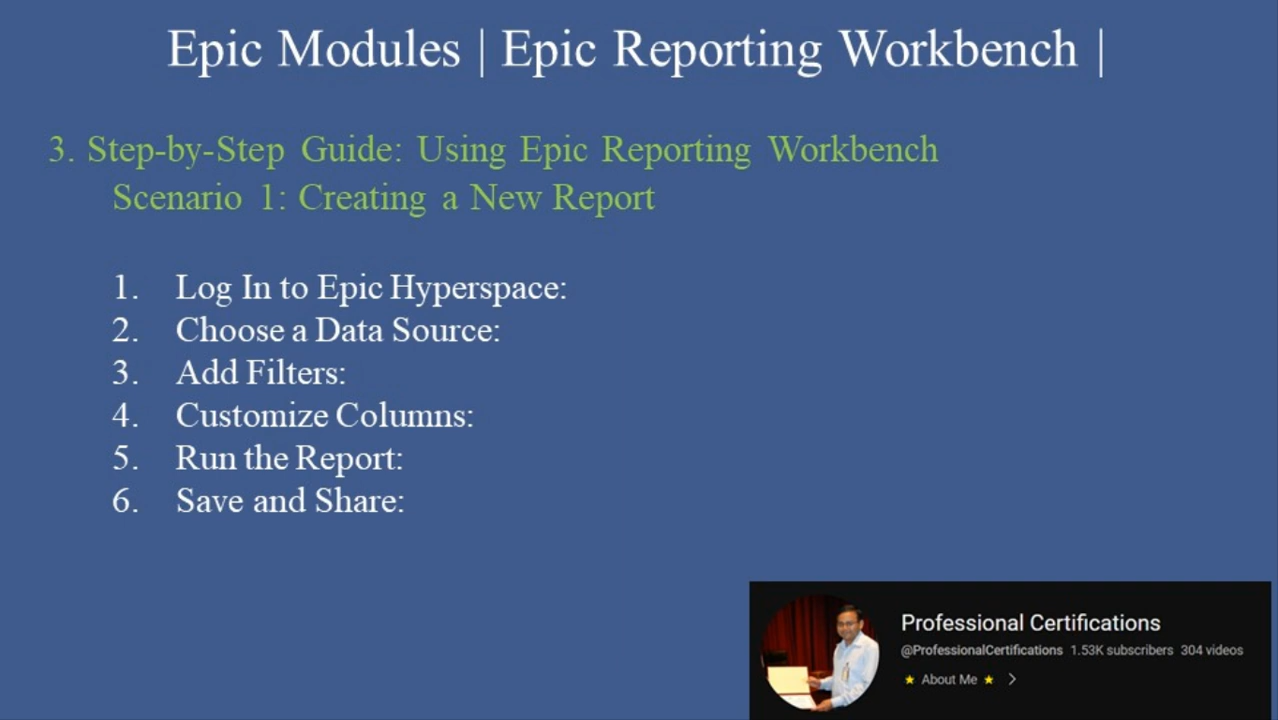 Epic Modules | Epic Reporting Workbench |
3. Step-by-Step Guide: Using Epic Reporting Workbench
Scenario 1: Creating a New Report
1. Log In to Epic Hyperspace:
2. Choose a Data Source:
3. Add Filters:
4. Customize Columns:
5. Run the Report:
6. Save and Share:
Professional Certifications
@ProfessionalCertifications 1.53K subscribers 304 videos
⭐ About Me ⭐ >